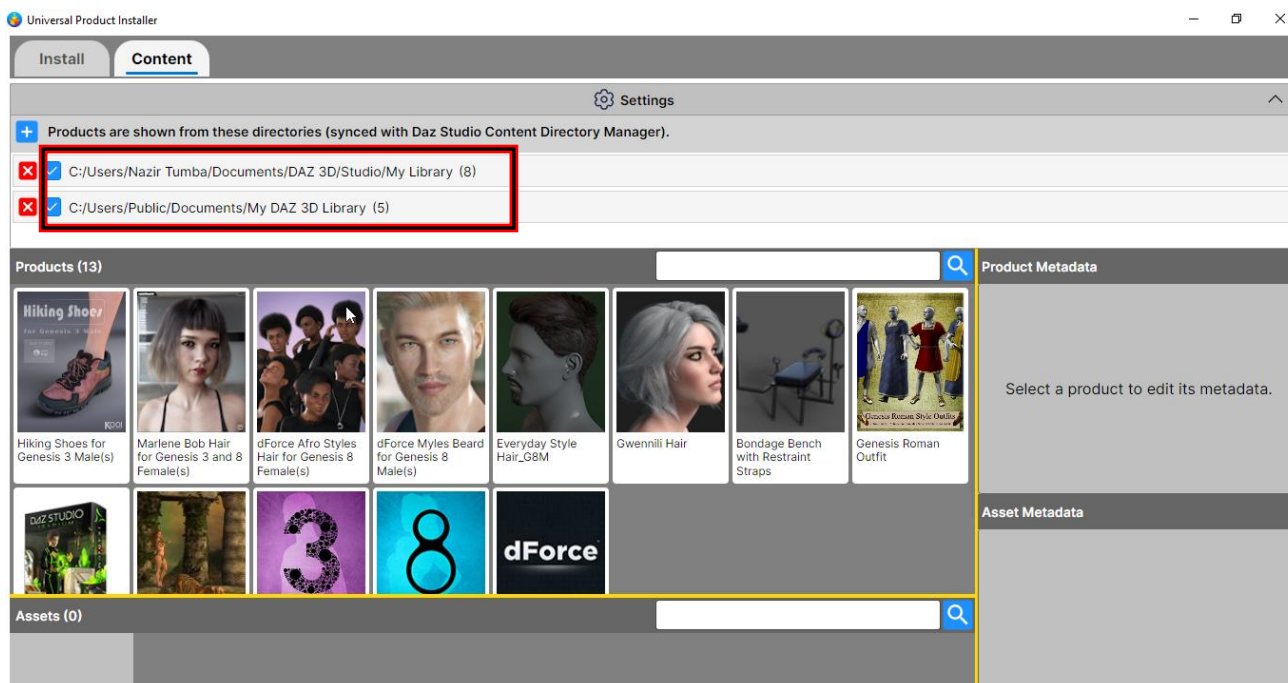 Universal Product Installer
Install
Content
Settings
Products are shown from these directories (synced with Daz Studio Content Directory Manager).
C:/Users/Nazir Tumba/Documents/DAZ 3D/Studio/My Library (8)
C:/Users/Public/Documents/My DAZ 3D Library (5)
Products (13)
Product Metadata
Hiking Shoes
for Genesis 3 Male
Hiking Shoes for
Genesis 3 Male(s)
Marlene Bob Hair
for Genesis 3 and 8
Female(s)
dForce Afro Styles
Hair for Genesis 8
Female(s)
dForce Myles Beard
for Genesis 8
Male(s)
Everyday Style
Hair_G8M
Gwennili Hair
Bondage Bench
with Restraint
Straps
Genesis Roman Style Outfits
Genesis Roman
Outfit
Select a product to edit its metadata.
DAZ STUDIO
3
8
dForce
Asset Metadata
Assets (0)